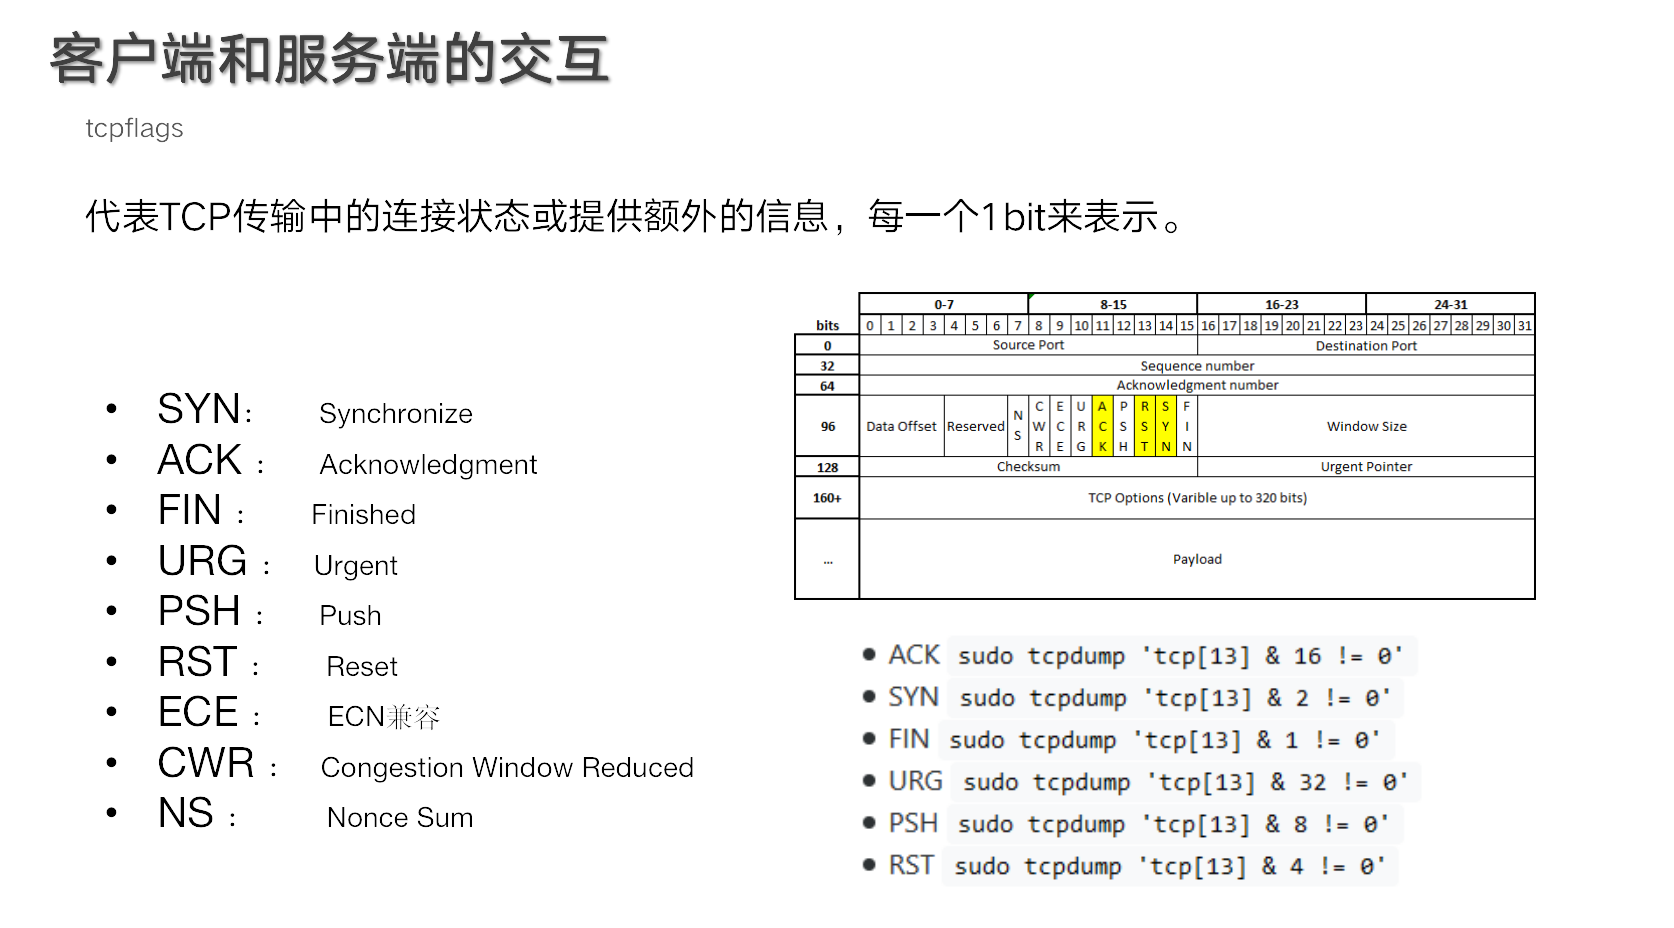 客户端和服务端的交互
tcpflags
代表TCP传输中的连接状态或提供额外的信息，每一个1bit来表示。
• SYN： Synchronize
• ACK： Acknowledgment
• FIN： Finished
• URG： Urgent
• PSH： Push
• RST： Reset
• ECE： ECN兼容
• CWR： Congestion Window Reduced
• NS： Nonce Sum
0-7 8-15 16-23 24-31
bits 0 1 2 3 4 5 6 7 8 9 10 11 12 13 14 15 16 17 18 19 20 21 22 23 24 25 26 27 28 29 30 31
0 Source Port Destination Port
32 Sequence number
64 Acknowledgment number
96 Data Offset Reserved NS CWR ECE URG ACK PSH RST SYN FIN Window Size
128 Checksum Urgent Pointer
160+ TCP Options (Varible up to 320 bits)
... Payload
• ACK sudo tcpdump 'tcp[13] & 16 != 0'
• SYN sudo tcpdump 'tcp[13] & 2 != 0'
• FIN sudo tcpdump 'tcp[13] & 1 != 0'
• URG sudo tcpdump 'tcp[13] & 32 != 0'
• PSH sudo tcpdump 'tcp[13] & 8 != 0'
• RST sudo tcpdump 'tcp[13] & 4 != 0'